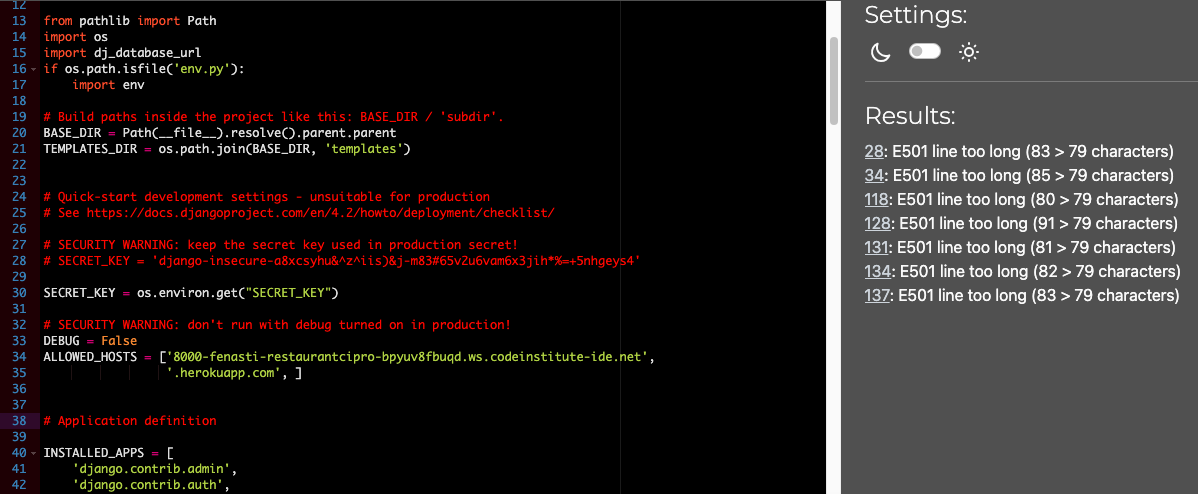 12
13 from pathlib import Path
14 import os
15 import dj_database_url
16 if os.path.isfile('env.py'):
17 import env
18
19 # Build paths inside the project like this: BASE_DIR / 'subdir'.
20 BASE_DIR = Path(__file__).resolve().parent.parent
21 TEMPLATES_DIR = os.path.join(BASE_DIR, 'templates')
22
23
24 # Quick-start development settings - unsuitable for production
25 # See https://docs.djangoproject.com/en/4.2/howto/deployment/checklist/
26
27 # SECURITY WARNING: keep the secret key used in production secret!
28 # SECRET_KEY = 'django-insecure-a8xcsyhu&^z^iis)&j-m83#65v2u6vam6x3jih*%=+5nhgeys4'
29
30 SECRET_KEY = os.environ.get("SECRET_KEY")
31
32 # SECURITY WARNING: don't run with debug turned on in production!
33 DEBUG = False
34 ALLOWED_HOSTS = ['8000-fenasti-restaurantcipro-bpyuv8fbuqd.ws.codeinstitute-ide.net',
35 '.herokuapp.com', ]
36
37
38 # Application definition
39
40 INSTALLED_APPS = [
41 'django.contrib.admin',
42 'django.contrib.auth',
Settings:
Results:
28: E501 line too long (83 > 79 characters)
34: E501 line too long (85 > 79 characters)
118: E501 line too long (80 > 79 characters)
128: E501 line too long (91 > 79 characters)
131: E501 line too long (81 > 79 characters)
134: E501 line too long (82 > 79 characters)
137: E501 line too long (83 > 79 characters)